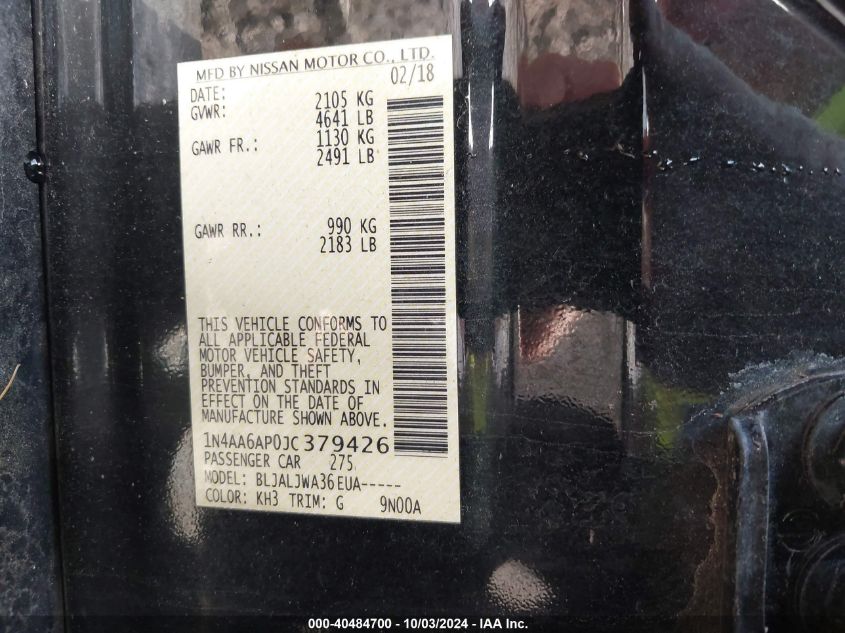 MFD BY NISSAN MOTOR CO., LTD.
DATE: 02/18
GVWR: 2105 KG
4641 LB
GAWR FR.: 1130 KG
2491 LB
GAWR RR.: 990 KG
2183 LB
THIS VEHICLE CONFORMS TO
ALL APPLICABLE FEDERAL
MOTOR VEHICLE SAFETY,
BUMPER, AND THEFT
PREVENTION STANDARDS IN
EFFECT ON THE DATE OF
MANUFACTURE SHOWN ABOVE.
1N4AA6AP0JC379426
PASSENGER CAR 275
MODEL: BLJALJWA36EUA-----
COLOR: KH3 TRIM: G 9N00A
000-40484700 - 10/03/2024 - IAA Inc.